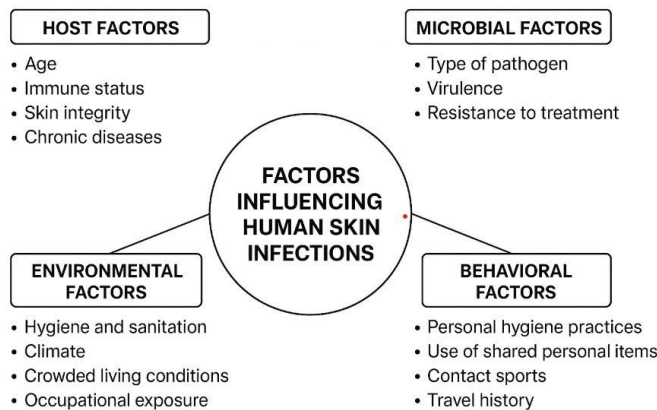 HOST FACTORS
• Age
• Immune status
• Skin integrity
• Chronic diseases
MICROBIAL FACTORS
• Type of pathogen
• Virulence
• Resistance to treatment
FACTORS
INFLUENCING
HUMAN SKIN
INFECTIONS
ENVIRONMENTAL
FACTORS
• Hygiene and sanitation
• Climate
• Crowded living conditions
• Occupational exposure
BEHAVIORAL
FACTORS
• Personal hygiene practices
• Use of shared personal items
• Contact sports
• Travel history